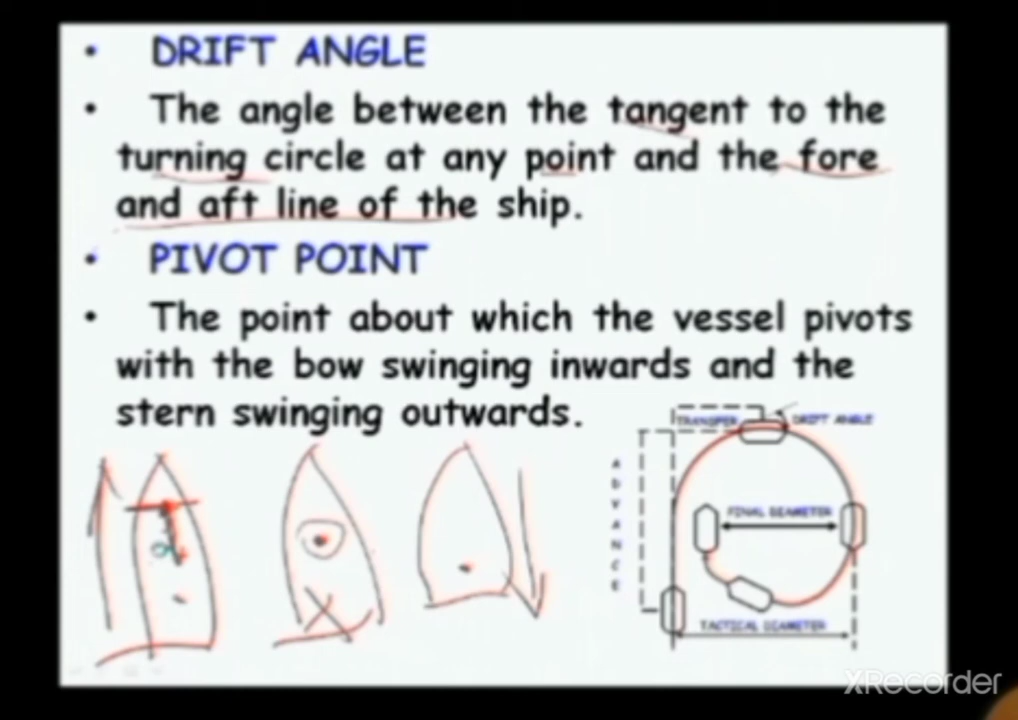 • DRIFT ANGLE
• The angle between the tangent to the
turning circle at any point and the fore
and aft line of the ship.
• PIVOT POINT
• The point about which the vessel pivots
with the bow swinging inwards and the
stern swinging outwards.
TRANSFER
DRIFT ANGLE
ADVANCE
FINAL DIAMETER
TACTICAL DIAMETER
XRecorder